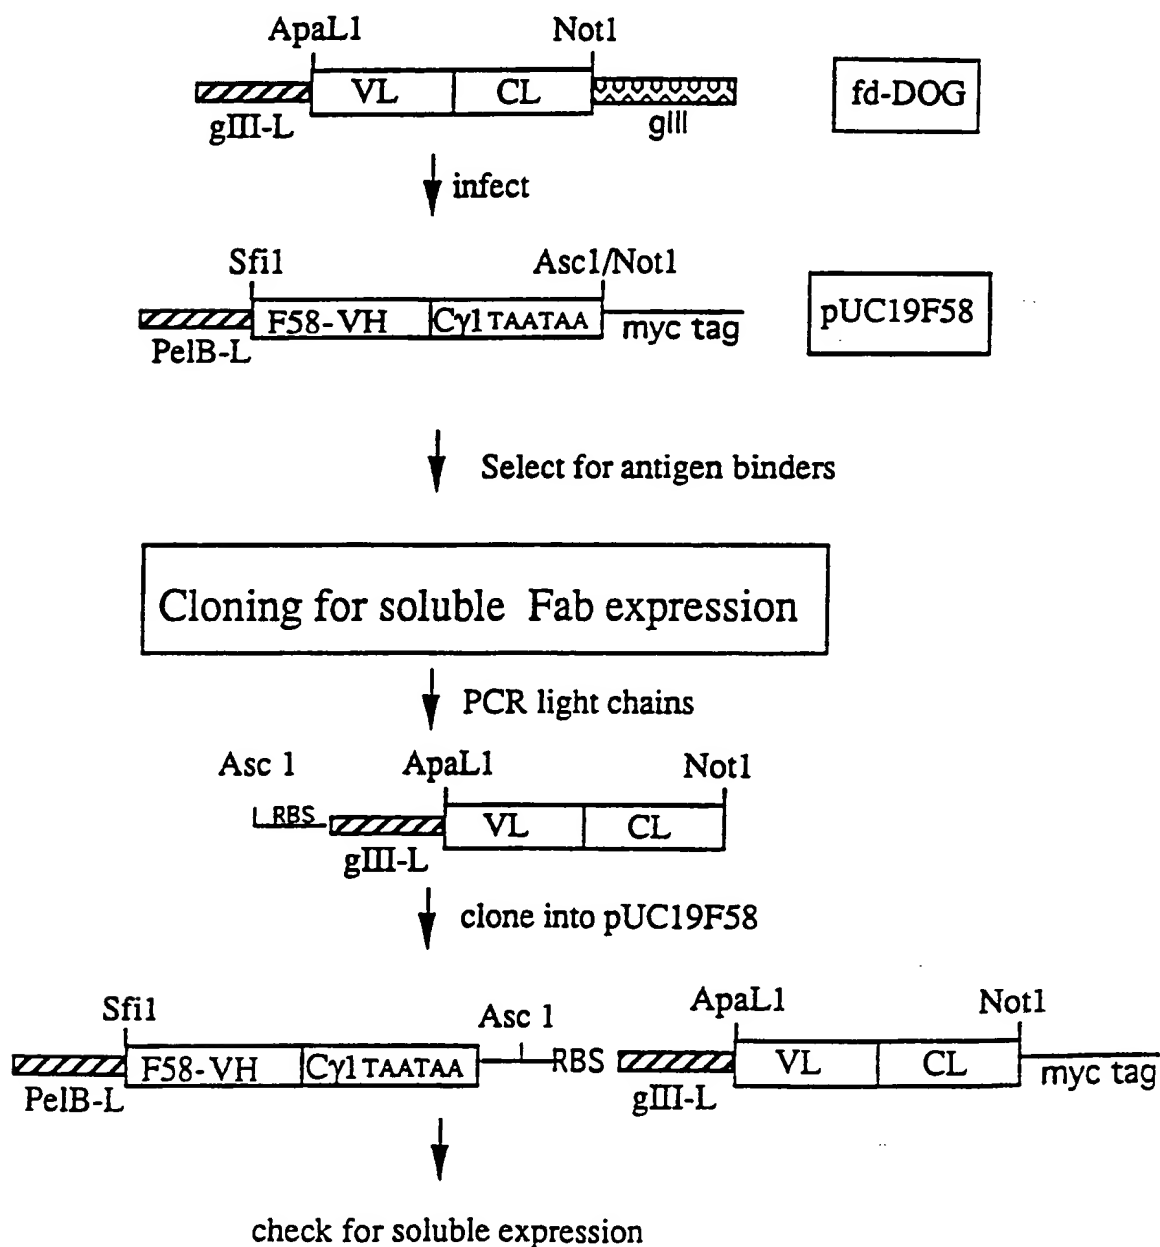 ApaL1 Not1
VL CL
gIII-L gIII
fd-DOG
infect
Sfi1 Asc1/Not1
F58-VH Cγ1 TAATAA
PelB-L myc tag
pUC19F58
Select for antigen binders
Cloning for soluble Fab expression
PCR light chains
Asc 1 ApaL1 Not1
RBS VL CL
gIII-L
clone into pUC19F58
Sfi1 Asc 1 ApaL1 Not1
F58-VH Cγ1 TAATAA RBS VL CL myc tag
PelB-L gIII-L
check for soluble expression